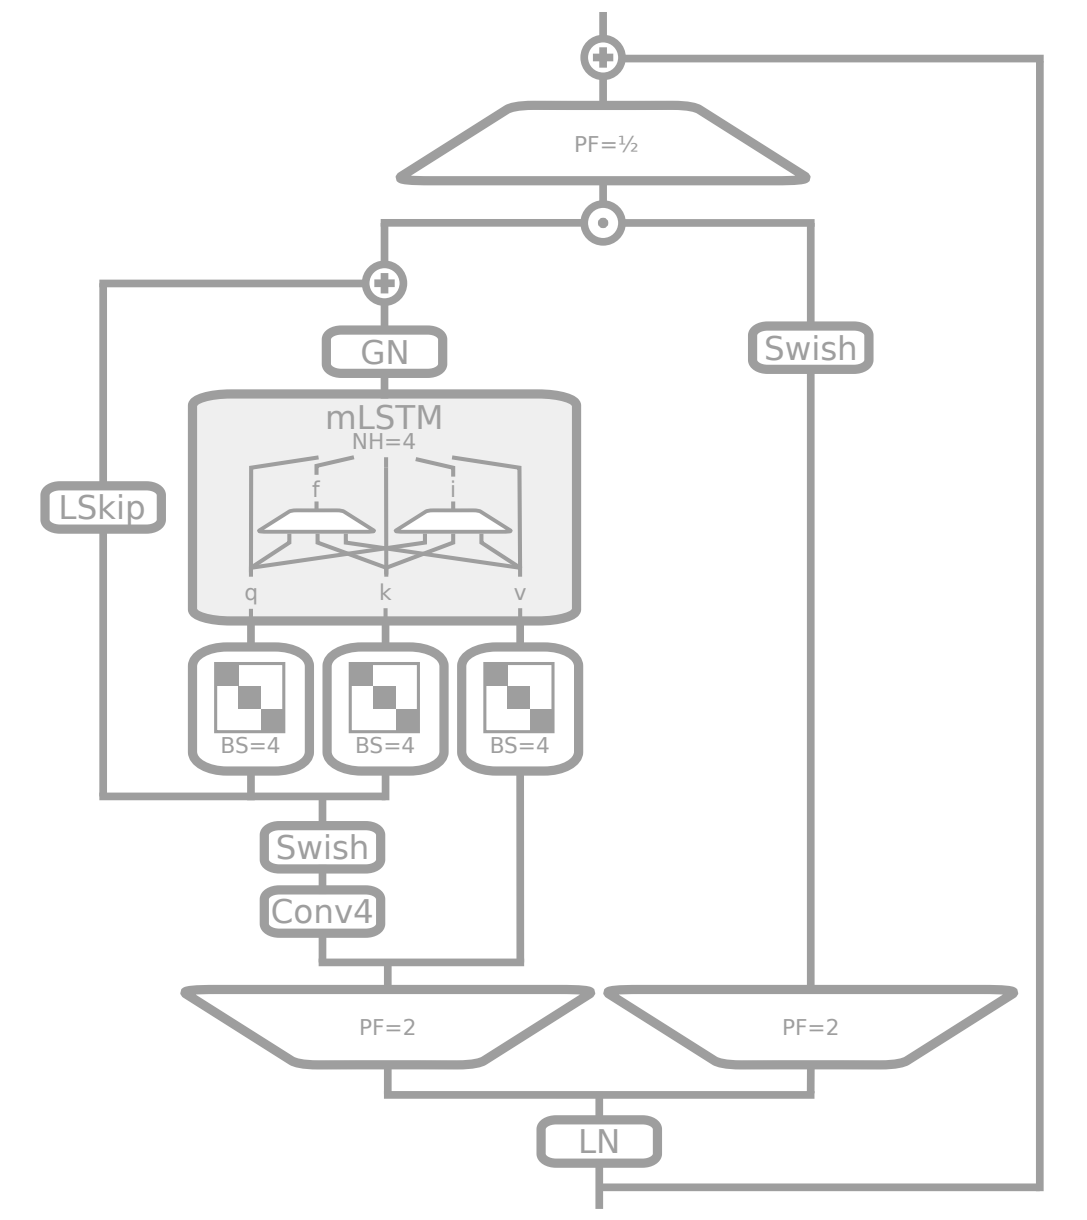 PF=½
GN
Swish
mLSTM
NH=4
f i
LSkip
q k v
BS=4 BS=4 BS=4
Swish
Conv4
PF=2 PF=2
LN